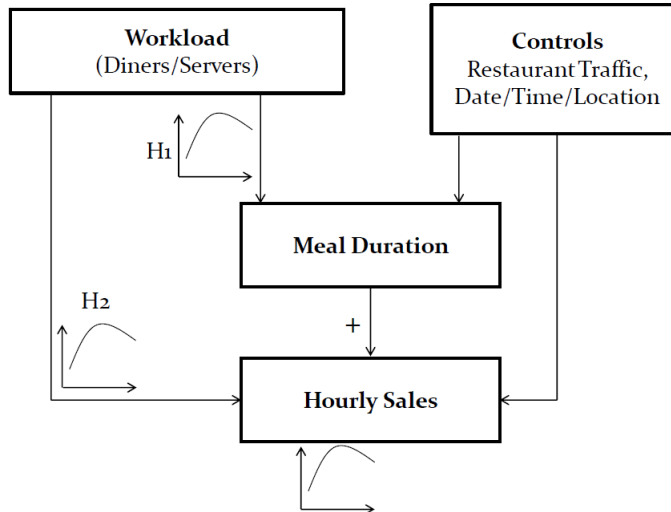 Workload
(Diners/Servers)
Controls
Restaurant Traffic,
Date/Time/Location
H1
Meal Duration
H2
+
Hourly Sales